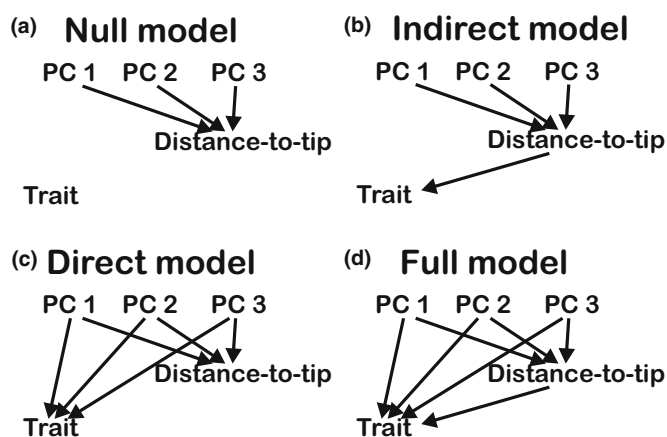 (a) Null model
PC 1 PC 2 PC 3
Distance-to-tip
Trait
(b) Indirect model
PC 1 PC 2 PC 3
Distance-to-tip
Trait
(c) Direct model
PC 1 PC 2 PC 3
Distance-to-tip
Trait
(d) Full model
PC 1 PC 2 PC 3
Distance-to-tip
Trait